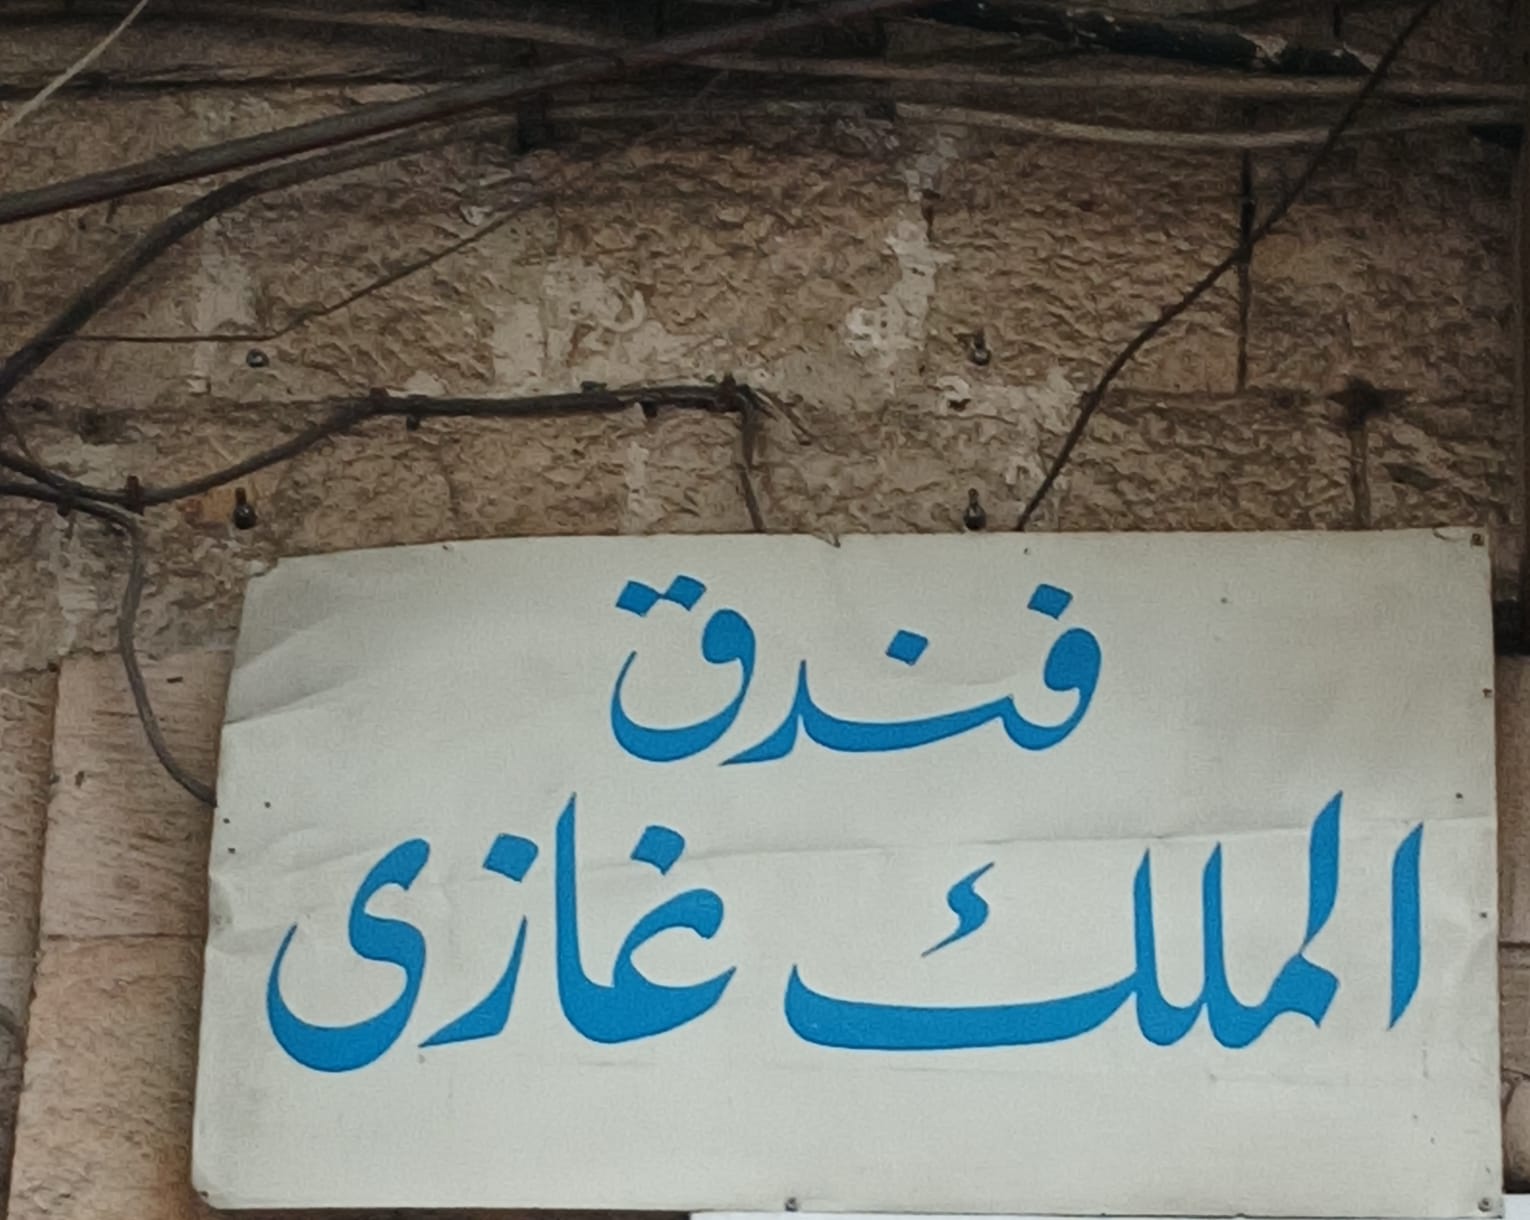 فندق
الملك غازى